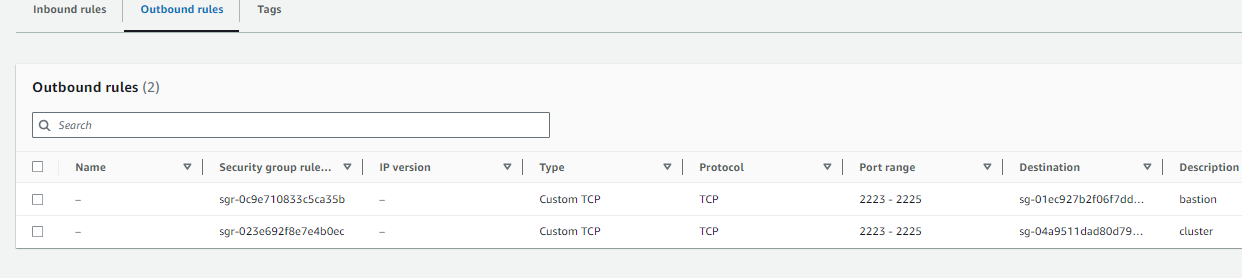 Inbound rules Outbound rules Tags
Outbound rules (2)
Search
Name Security group rule... IP version Type Protocol Port range Destination Description
– sgr-0c9e710833c5ca35b – Custom TCP TCP 2223 - 2225 sg-01ec927b2f06f7dd... bastion
– sgr-023e692f8e7e4b0ec – Custom TCP TCP 2223 - 2225 sg-04a9511dad80d79... cluster